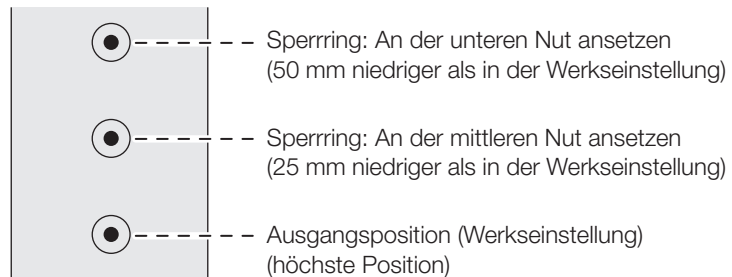 Sperrring: An der unteren Nut ansetzen
(50 mm niedriger als in der Werkseinstellung)
Sperrring: An der mittleren Nut ansetzen
(25 mm niedriger als in der Werkseinstellung)
Ausgangsposition (Werkseinstellung)
(höchste Position)